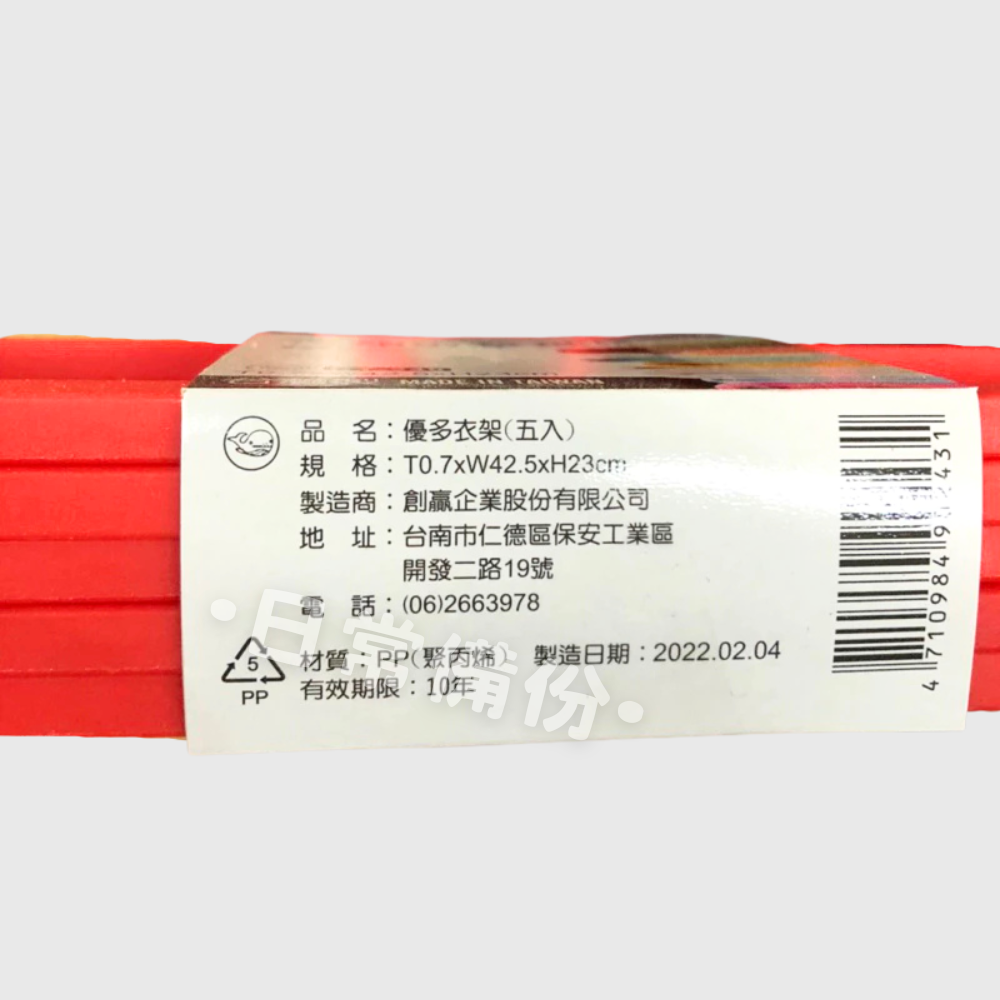 MADE IN TAIWAN
品 名：優多衣架(五入)
規 格：T0.7xW42.5xH23cm
製造商：創贏企業股份有限公司
地 址：台南市仁德區保安工業區
開發二路19號
電 話：(06)2663978
材質：PP(聚丙烯) 製造日期：2022.02.04
有效期限：10年
5
PP
日常備份